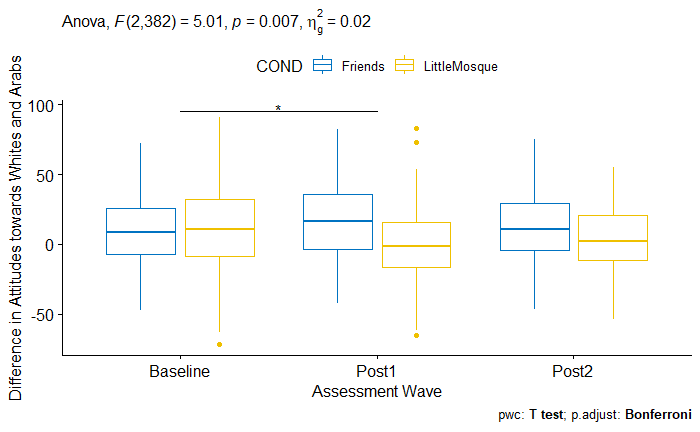 Anova, F(2,382) = 5.01, p = 0.007, η²g = 0.02
COND Friends LittleMosque
Difference in Attitudes towards Whites and Arabs
100
50
0
-50
*
Baseline Post1 Post2
Assessment Wave
pwc: T test; p.adjust: Bonferroni